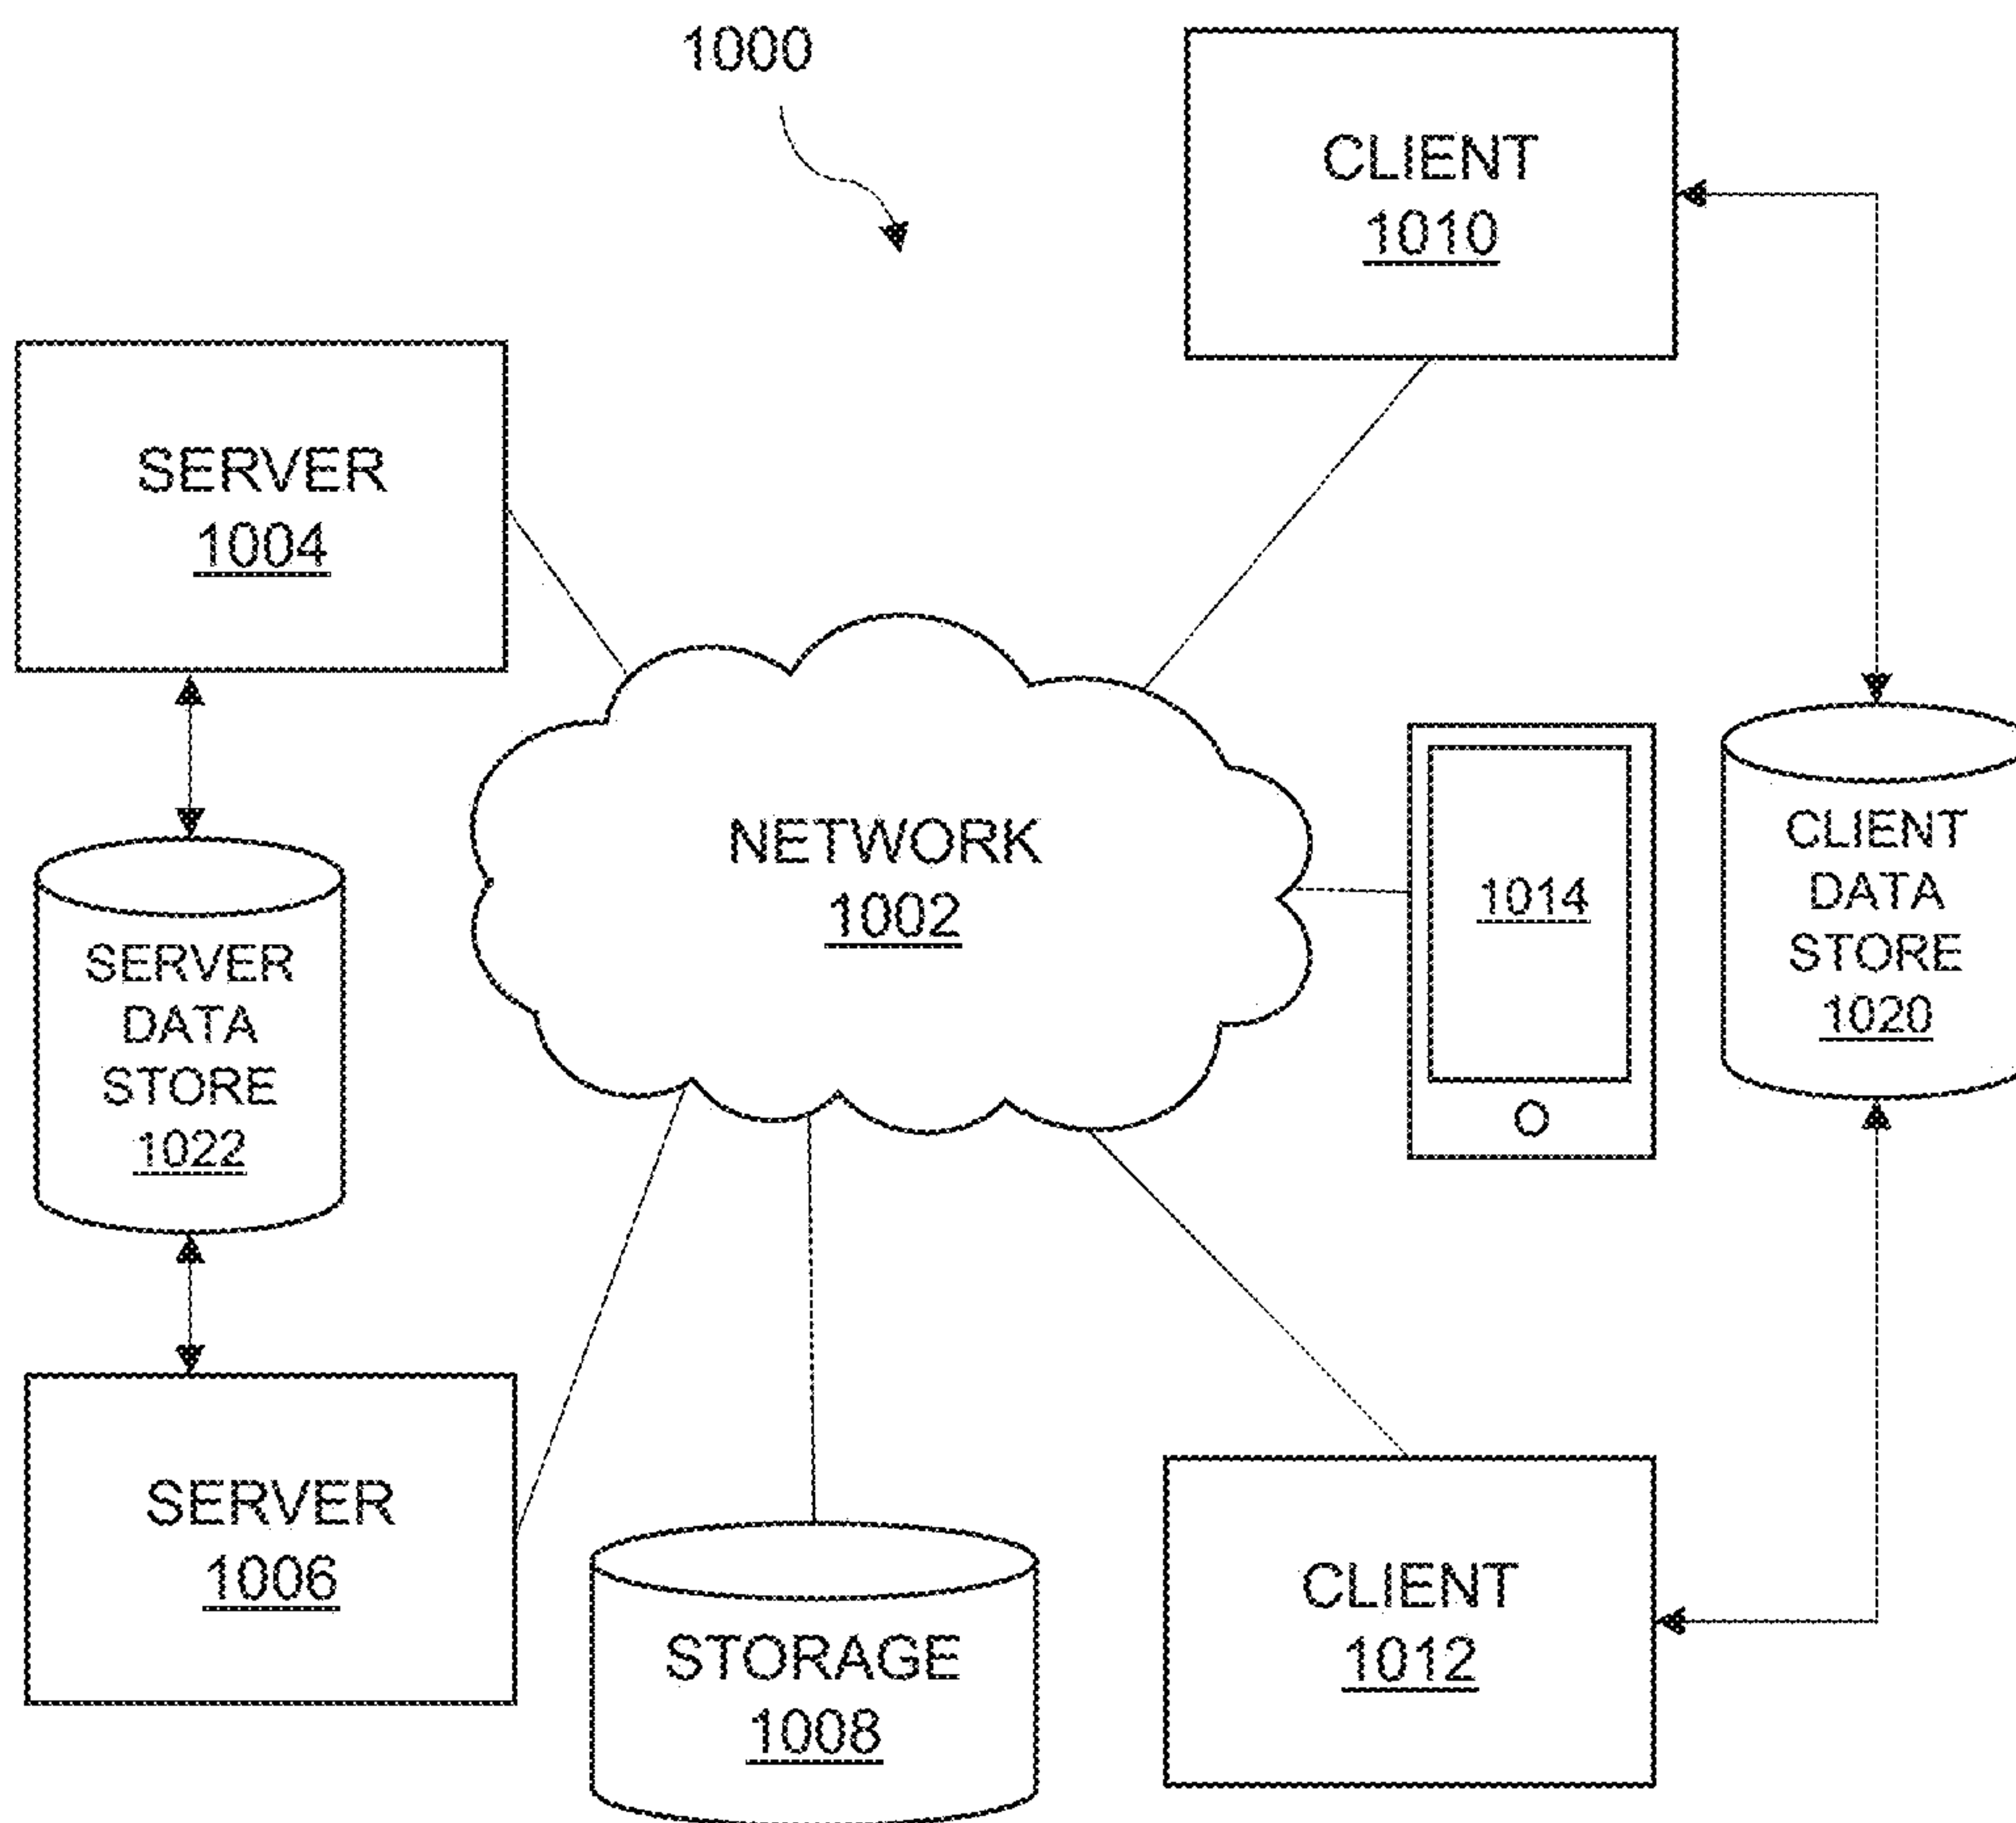 1000
CLIENT
1010
SERVER
1004
NETWORK
1002
1014
CLIENT
DATA
STORE
1020
SERVER
DATA
STORE
1022
SERVER
1006
STORAGE
1008
CLIENT
1012